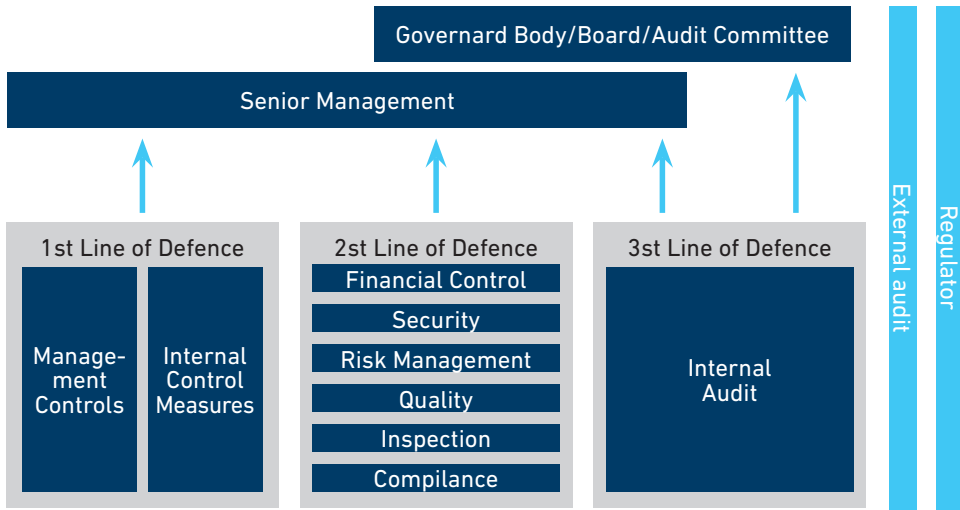 Governard Body/Board/Audit Committee
Senior Management
1st Line of Defence
Manage-
ment
Controls
Internal
Control
Measures
2st Line of Defence
Financial Control
Security
Risk Management
Quality
Inspection
Compilance
3st Line of Defence
Internal
Audit
External audit
Regulator